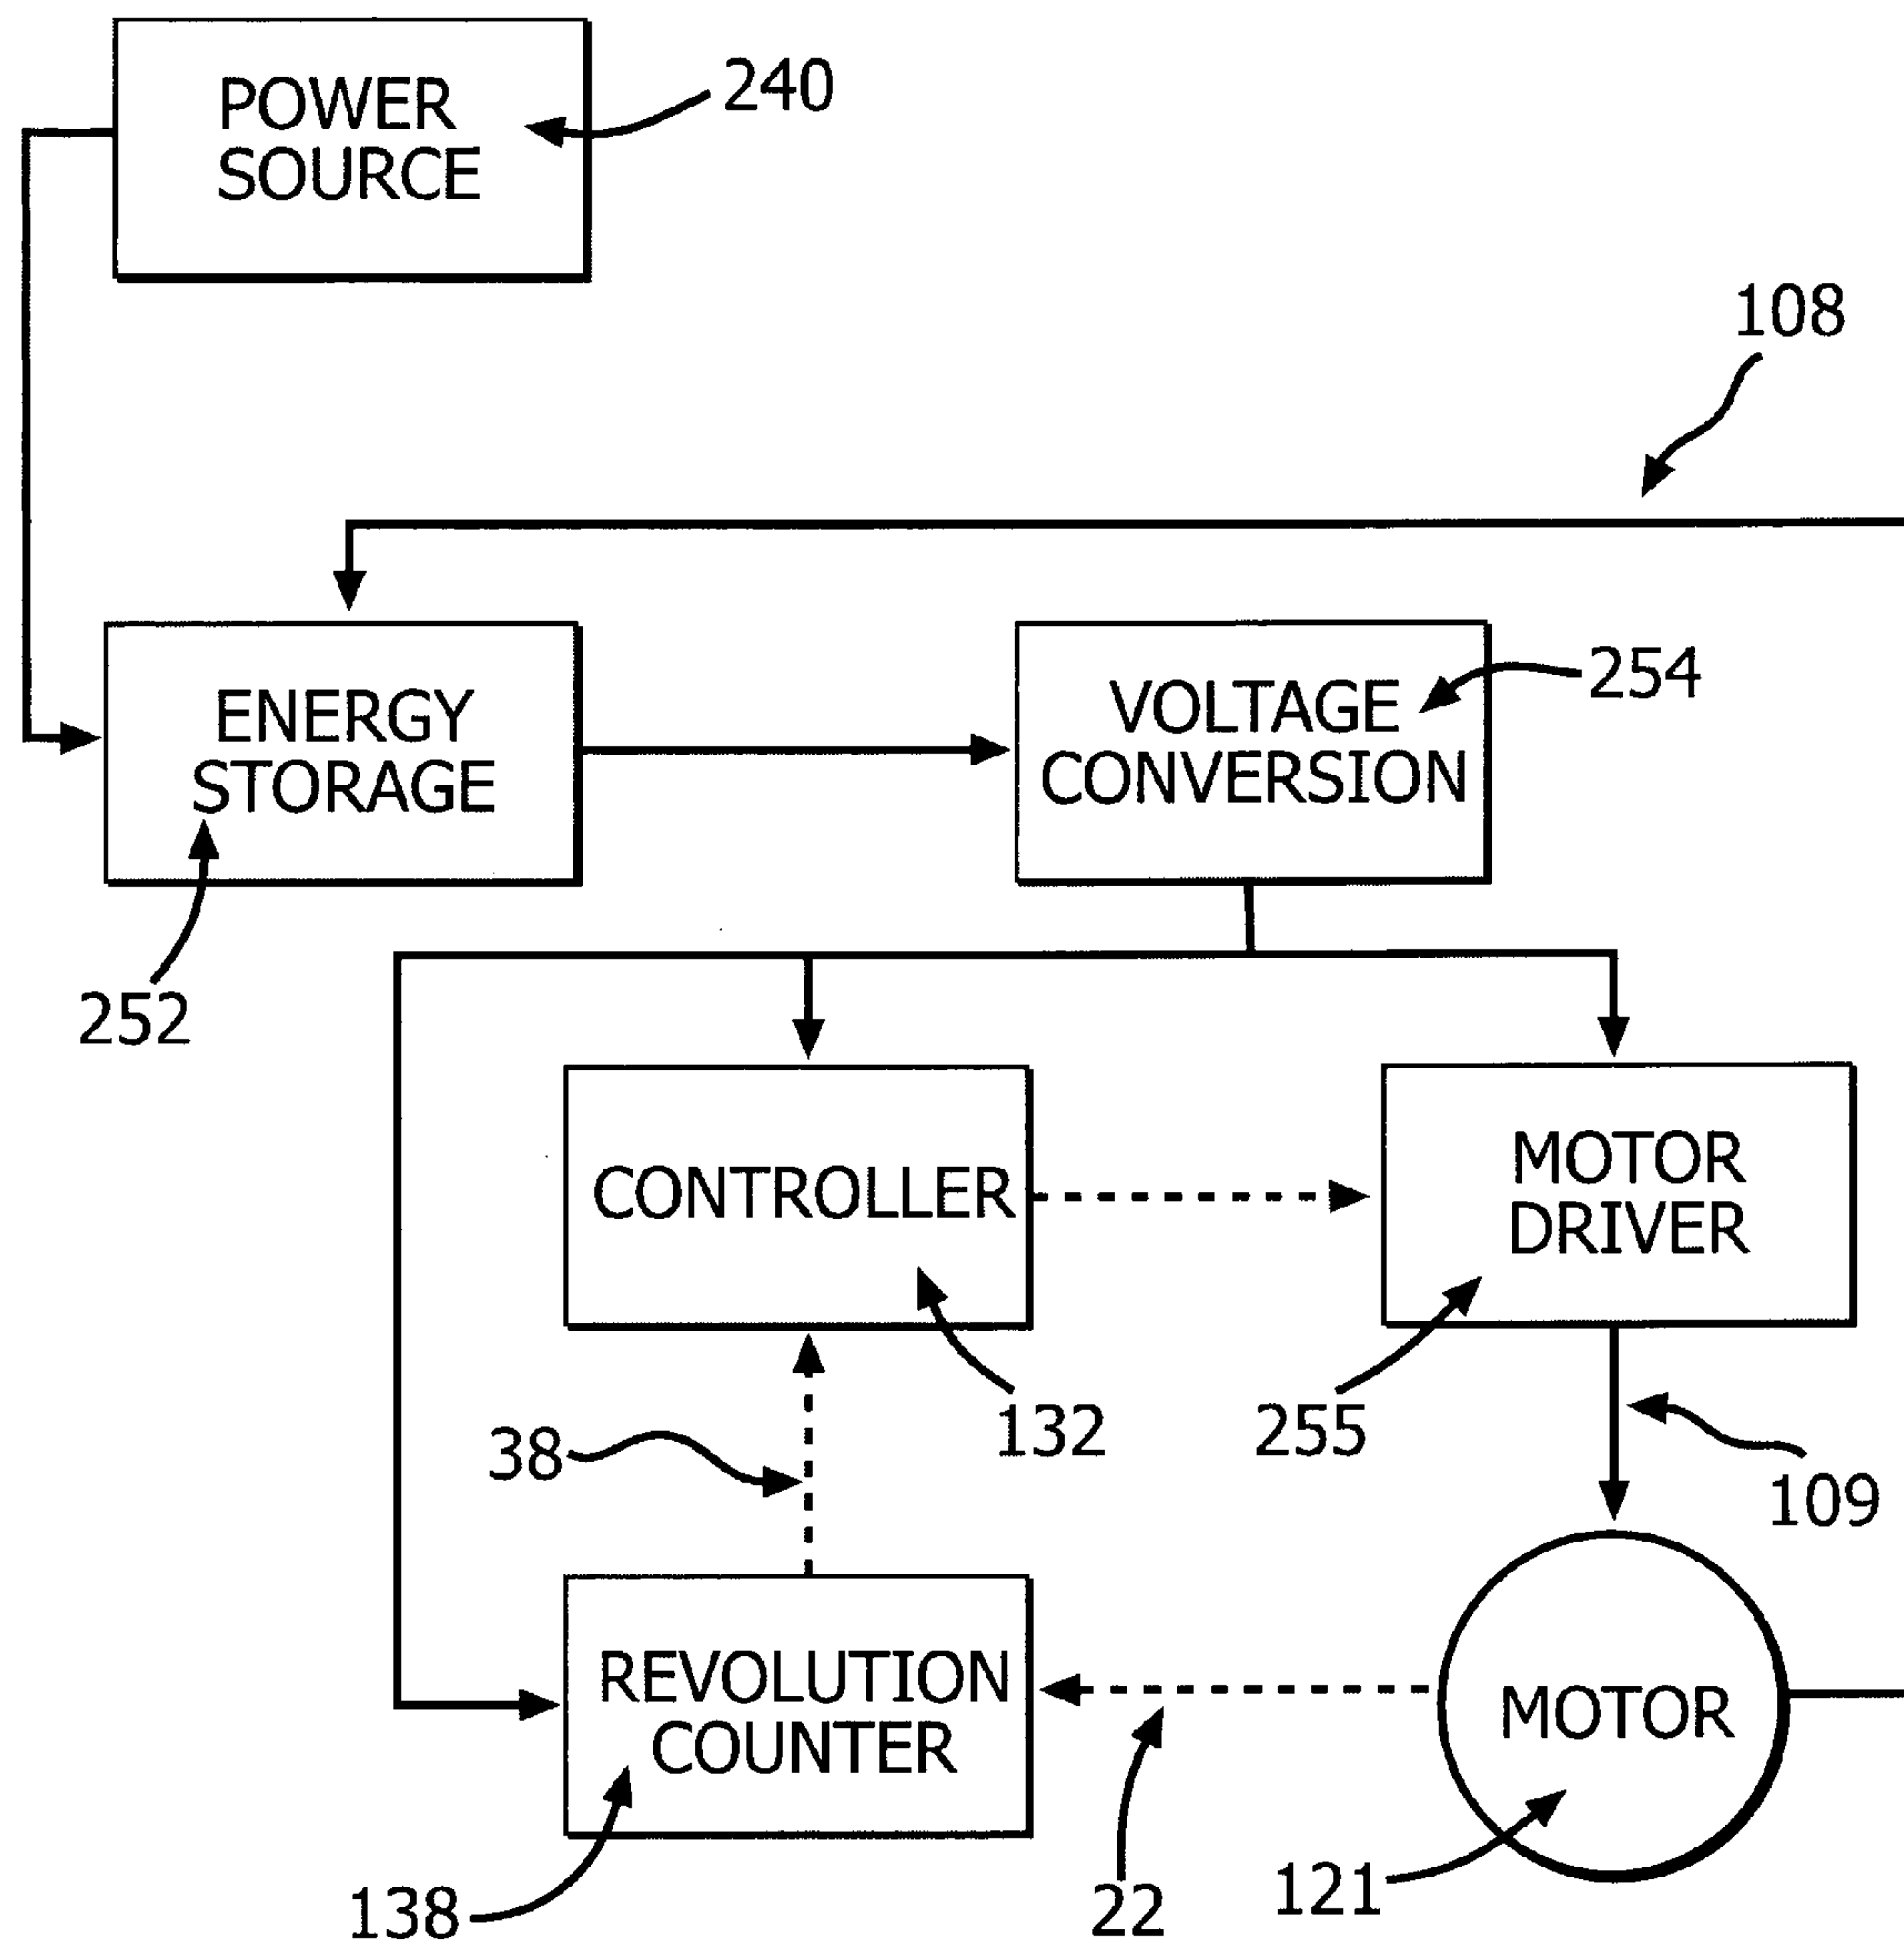 POWER
SOURCE
240
108
ENERGY
STORAGE
VOLTAGE
CONVERSION
254
252
CONTROLLER
MOTOR
DRIVER
132
255
38
109
REVOLUTION
COUNTER
MOTOR
138
22
121